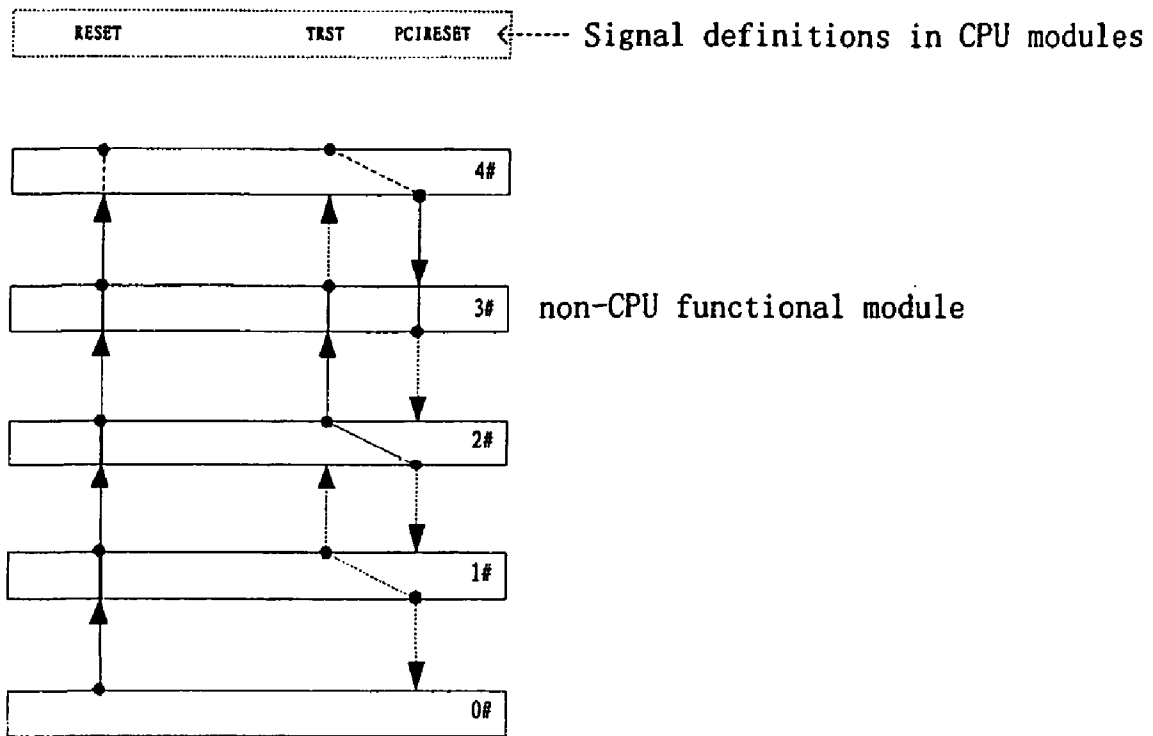 RESET TRST PCIRESET Signal definitions in CPU modules
4#
3# non-CPU functional module
2#
1#
0#